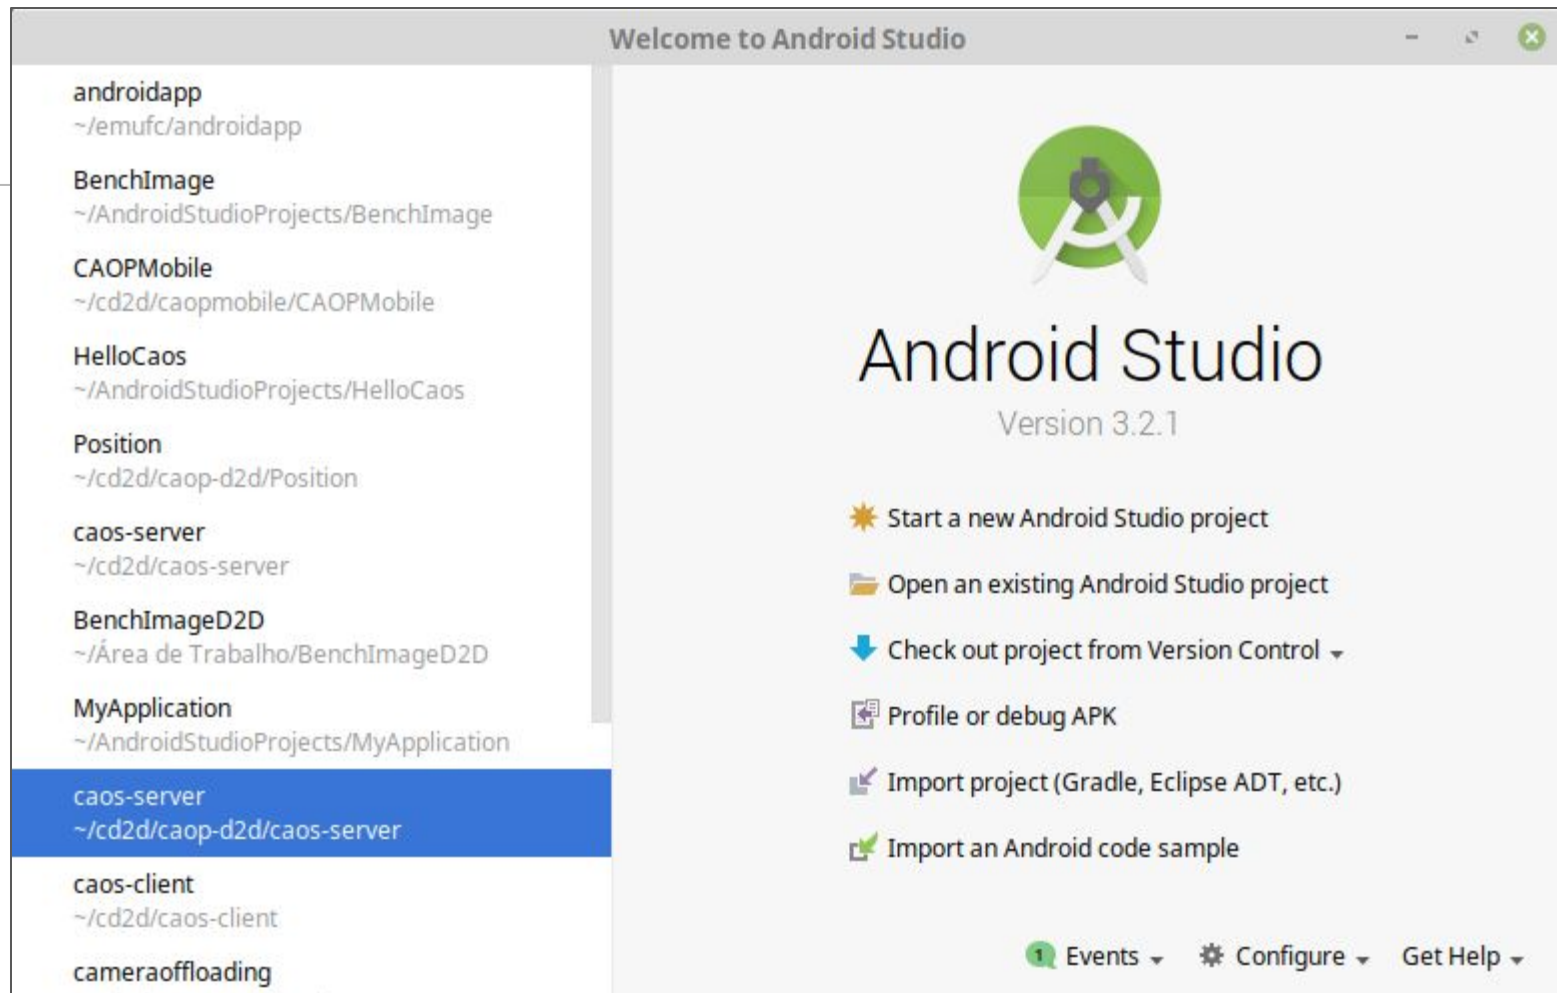 Welcome to Android Studio
androidapp
~/emufc/androidapp
BenchImage
~/AndroidStudioProjects/BenchImage
CAOPMobile
~/cd2d/caopmobile/CAOPMobile
HelloCaos
~/AndroidStudioProjects/HelloCaos
Position
~/cd2d/caop-d2d/Position
caos-server
~/cd2d/caos-server
BenchImageD2D
~/Área de Trabalho/BenchImageD2D
MyApplication
~/AndroidStudioProjects/MyApplication
caos-server
~/cd2d/caop-d2d/caos-server
caos-client
~/cd2d/caos-client
cameraoffloading
Android Studio
Version 3.2.1
Start a new Android Studio project
Open an existing Android Studio project
Check out project from Version Control
Profile or debug APK
Import project (Gradle, Eclipse ADT, etc.)
Import an Android code sample
1 Events Configure Get Help